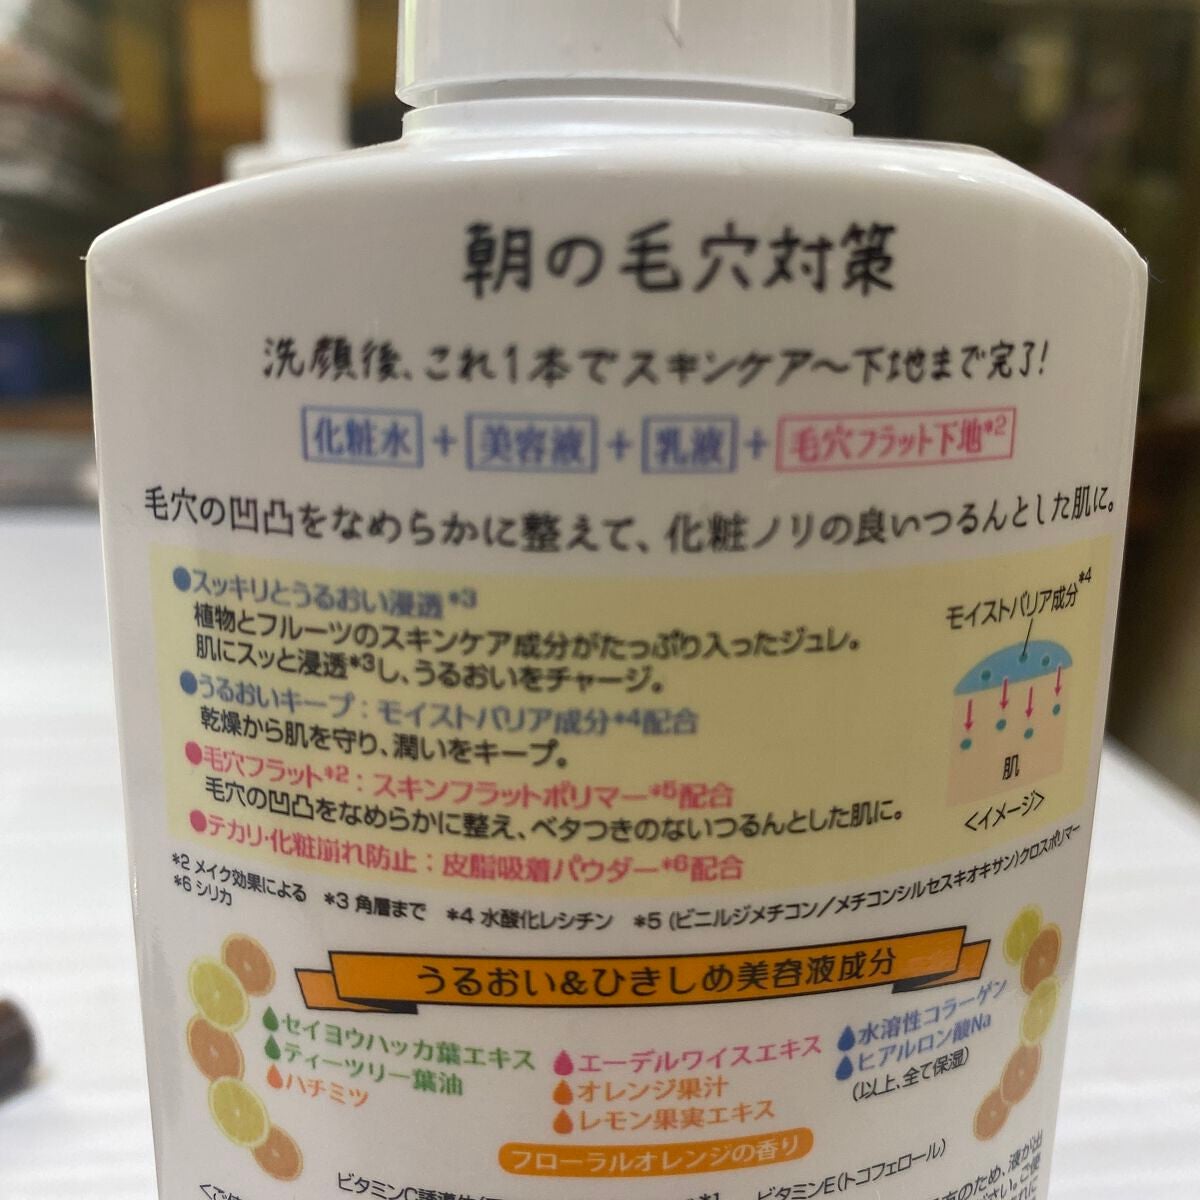 朝の毛穴対策
洗顔後、これ1本でスキンケア～下地まで完了!
化粧水 + 美容液 + 乳液 + 毛穴フラット下地*2
毛穴の凹凸をなめらかに整えて、化粧ノリの良いつるんとした肌に。
●スッキリとうるおい浸透*3
植物とフルーツのスキンケア成分がたっぷり入ったジュレ。
肌にスッと浸透*3し、うるおいをチャージ。
●うるおいキープ：モイストバリア成分*4配合
乾燥から肌を守り、潤いをキープ。
●毛穴フラット*2：スキンフラットポリマー*5配合
毛穴の凹凸をなめらかに整え、ベタつきのないつるんとした肌に。
●テカリ・化粧崩れ防止：皮脂吸着パウダー*6配合
モイストバリア成分*4
肌
<イメージ>
*2 メイク効果による *3 角層まで *4 水酸化レシチン *5 (ビニルジメチコン/メチコンシルセスキオキサン)クロスポリマー
*6 シリカ
うるおい&ひきしめ美容液成分
セイヨウハッカ葉エキス
ティーツリー葉油
ハチミツ
エーデルワイスエキス
オレンジ果汁
レモン果実エキス
水溶性コラーゲン
ヒアルロン酸Na
(以上、全て保湿)
フローラルオレンジの香り
ビタミンE(トコフェロール)
のため、液が出